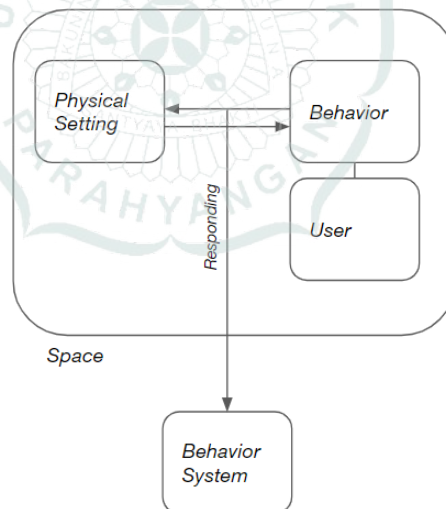 Physical
Setting
Behavior
User
Responding
Space
Behavior
System
PARAHYANGAN